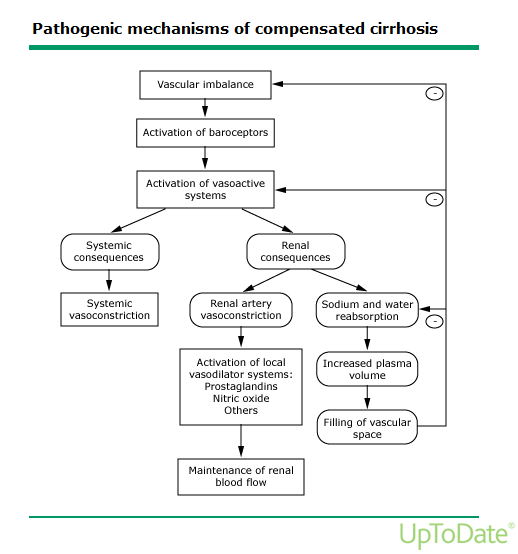 Pathogenic mechanisms of compensated cirrhosis
Vascular imbalance
-
Activation of baroceptors
Activation of vasoactive
systems
-
Systemic
consequences
Renal
consequences
Systemic
vasoconstriction
Renal artery
vasoconstriction
Sodium and water
reabsorption
-
Activation of local
vasodilator systems:
Prostaglandins
Nitric oxide
Others
Increased plasma
volume
Filling of vascular
space
Maintenance of renal
blood flow
UpToDate®